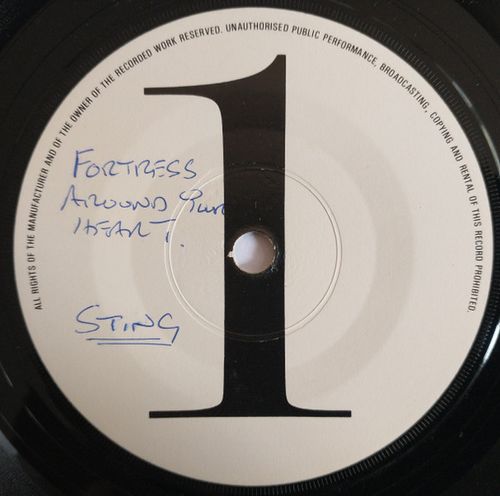 ALL RIGHTS OF THE MANUFACTURER AND OF THE OWNER OF THE RECORDED WORK RESERVED. UNAUTHORISED PUBLIC PERFORMANCE, BROADCASTING, COPYING AND RENTAL OF THIS RECORD PROHIBITED.
1
FORTRESS
AROUND YOUR
HEART.
STING